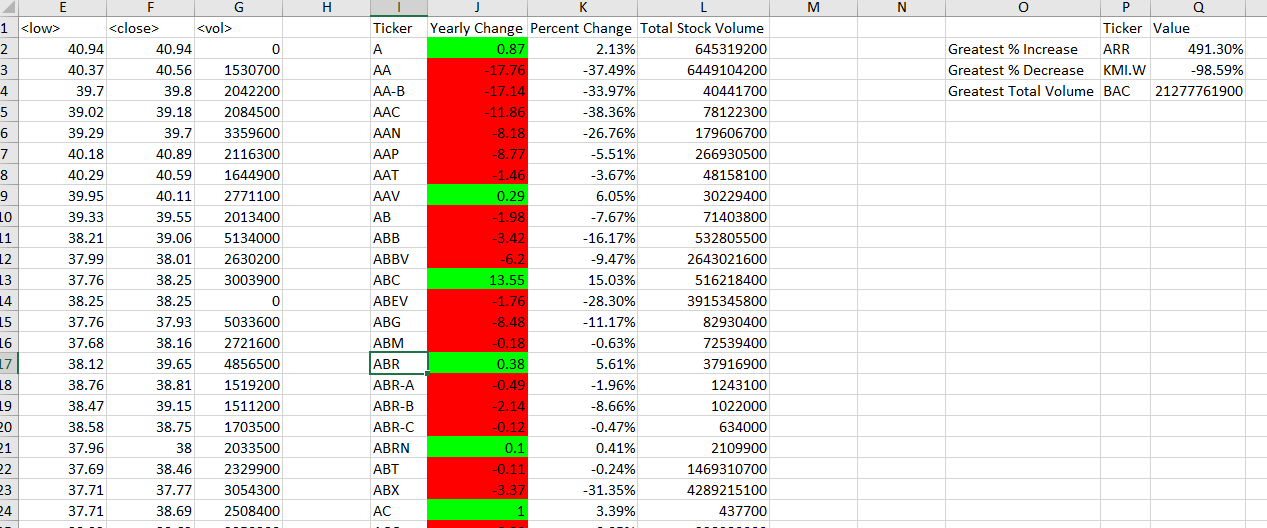 E F G H I J K L M N O P Q
1 <low> <close> <vol> Ticker Yearly Change Percent Change Total Stock Volume Ticker Value
2 40.94 40.94 0 A 0.87 2.13% 645319200 Greatest % Increase ARR 491.30%
3 40.37 40.56 1530700 AA -17.76 -37.49% 6449104200 Greatest % Decrease KMI.W -98.59%
4 39.7 39.8 2042200 AA-B -17.14 -33.97% 40441700 Greatest Total Volume BAC 21277761900
5 39.02 39.18 2084500 AAC -11.86 -38.36% 78122300
6 39.29 39.7 3359600 AAN -8.18 -26.76% 179606700
7 40.18 40.89 2116300 AAP -8.77 -5.51% 266930500
8 40.29 40.59 1644900 AAT -1.46 -3.67% 48158100
9 39.95 40.11 2771100 AAV 0.29 6.05% 30229400
10 39.33 39.55 2013400 AB -1.98 -7.67% 71403800
11 38.21 39.06 5134000 ABB -3.42 -16.17% 532805500
12 37.99 38.01 2630200 ABBV -6.2 -9.47% 2643021600
13 37.76 38.25 3003900 ABC 13.55 15.03% 516218400
14 38.25 38.25 0 ABEV -1.76 -28.30% 3915345800
15 37.76 37.93 5033600 ABG -8.48 -11.17% 82930400
16 37.68 38.16 2721600 ABM -0.18 -0.63% 72539400
17 38.12 39.65 4856500 ABR 0.38 5.61% 37916900
18 38.76 38.81 1519200 ABR-A -0.49 -1.96% 1243100
19 38.47 39.15 1511200 ABR-B -2.14 -8.66% 1022000
20 38.58 38.75 1703500 ABR-C -0.12 -0.47% 634000
21 37.96 38 2033500 ABRN 0.1 0.41% 2109900
22 37.69 38.46 2329900 ABT -0.11 -0.24% 1469310700
23 37.71 37.77 3054300 ABX -3.37 -31.35% 4289215100
24 37.71 38.69 2508400 AC 1 3.39% 437700